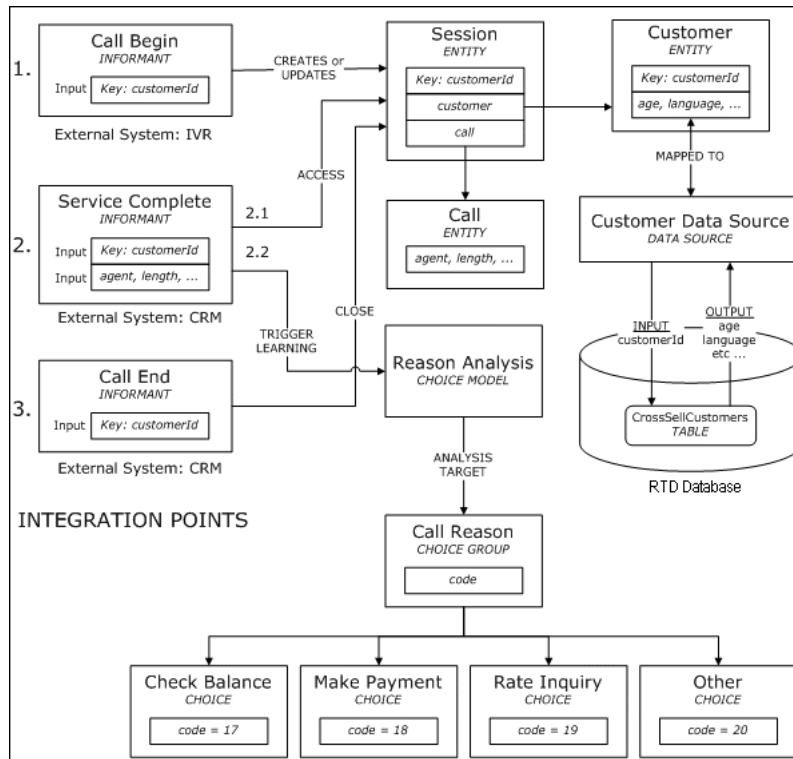 1.
Call Begin
INFORMANT
Input
Key: customerId
External System: IVR
CREATES or
UPDATES
Session
ENTITY
Key: customerId
customer
call
Customer
ENTITY
Key: customerId
age, language, ...
MAPPED TO
ACCESS
2.
Service Complete
INFORMANT
Input
Key: customerId
Input
agent, length, ...
External System: CRM
2.1
2.2
Call
ENTITY
agent, length, ...
Customer Data Source
DATA SOURCE
CLOSE
TRIGGER
LEARNING
INPUT
customerId
OUTPUT
age
language
etc ...
3.
Call End
INFORMANT
Input
Key: customerId
External System: CRM
Reason Analysis
CHOICE MODEL
CrossSellCustomers
TABLE
RTD Database
ANALYSIS
TARGET
INTEGRATION POINTS
Call Reason
CHOICE GROUP
code
Check Balance
CHOICE
code = 17
Make Payment
CHOICE
code = 18
Rate Inquiry
CHOICE
code = 19
Other
CHOICE
code = 20